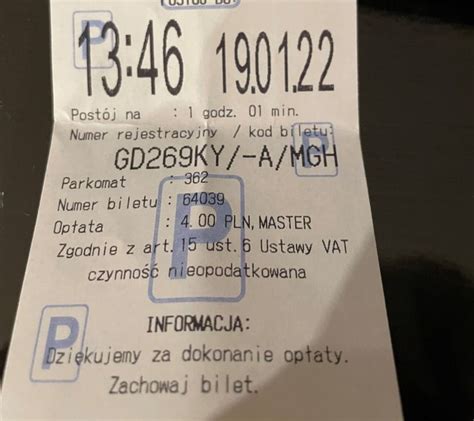 13:46 19.01.22
Postój na : 1 godz. 01 min.
Numer rejestracyjny / kod biletu:
GD269KY/-A/MGH
Parkomat : 362
Numer biletu : 64039
Opłata : 4.00 PLN, MASTER
Zgodnie z art. 15 ust. 6 Ustawy VAT
czynność nieopodatkowana
INFORMACJA:
Dziękujemy za dokonanie opłaty.
Zachowaj bilet.